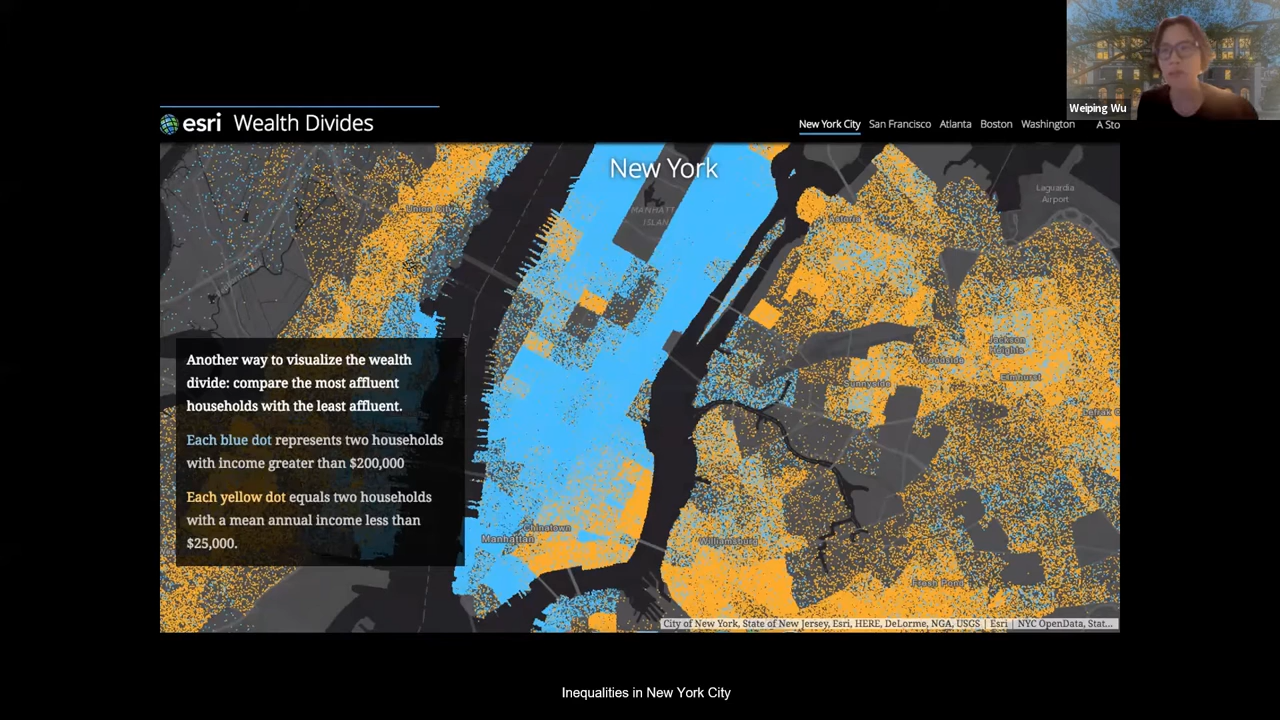 Weiping Wu
esri Wealth Divides
New York City San Francisco Atlanta Boston Washington A Sto
New York
MANHATT
ISLAN
Laguardia
Airport
Union City
Astoria
Jackson
Heights
Woodside
Elmhurst
Sunnyside
Lefrak C
Another way to visualize the wealth
divide: compare the most affluent
households with the least affluent.
Each blue dot represents two households
with income greater than $200,000
Each yellow dot equals two households
with a mean annual income less than
$25,000.
Chinatown
Manhattan
Williamsburg
Fresh Pond
City of New York, State of New Jersey, Esri, HERE, DeLorme, NGA, USGS | Esri | NYC OpenData, Stat...
Inequalities in New York City